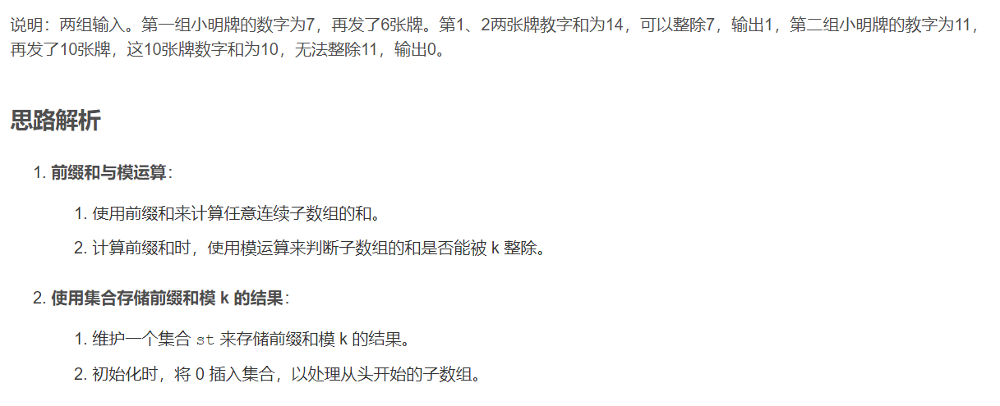 说明：两组输入。第一组小明牌的数字为7，再发了6张牌。第1、2两张牌教字和为14，可以整除7，输出1，第二组小明牌的教字为11，
再发了10张牌，这10张牌数字和为10，无法整除11，输出0。
思路解析
1. 前缀和与模运算：
1. 使用前缀和来计算任意连续子数组的和。
2. 计算前缀和时，使用模运算来判断子数组的和是否能被 k 整除。
2. 使用集合存储前缀和模 k 的结果：
1. 维护一个集合 st 来存储前缀和模 k 的结果。
2. 初始化时，将 0 插入集合，以处理从头开始的子数组。